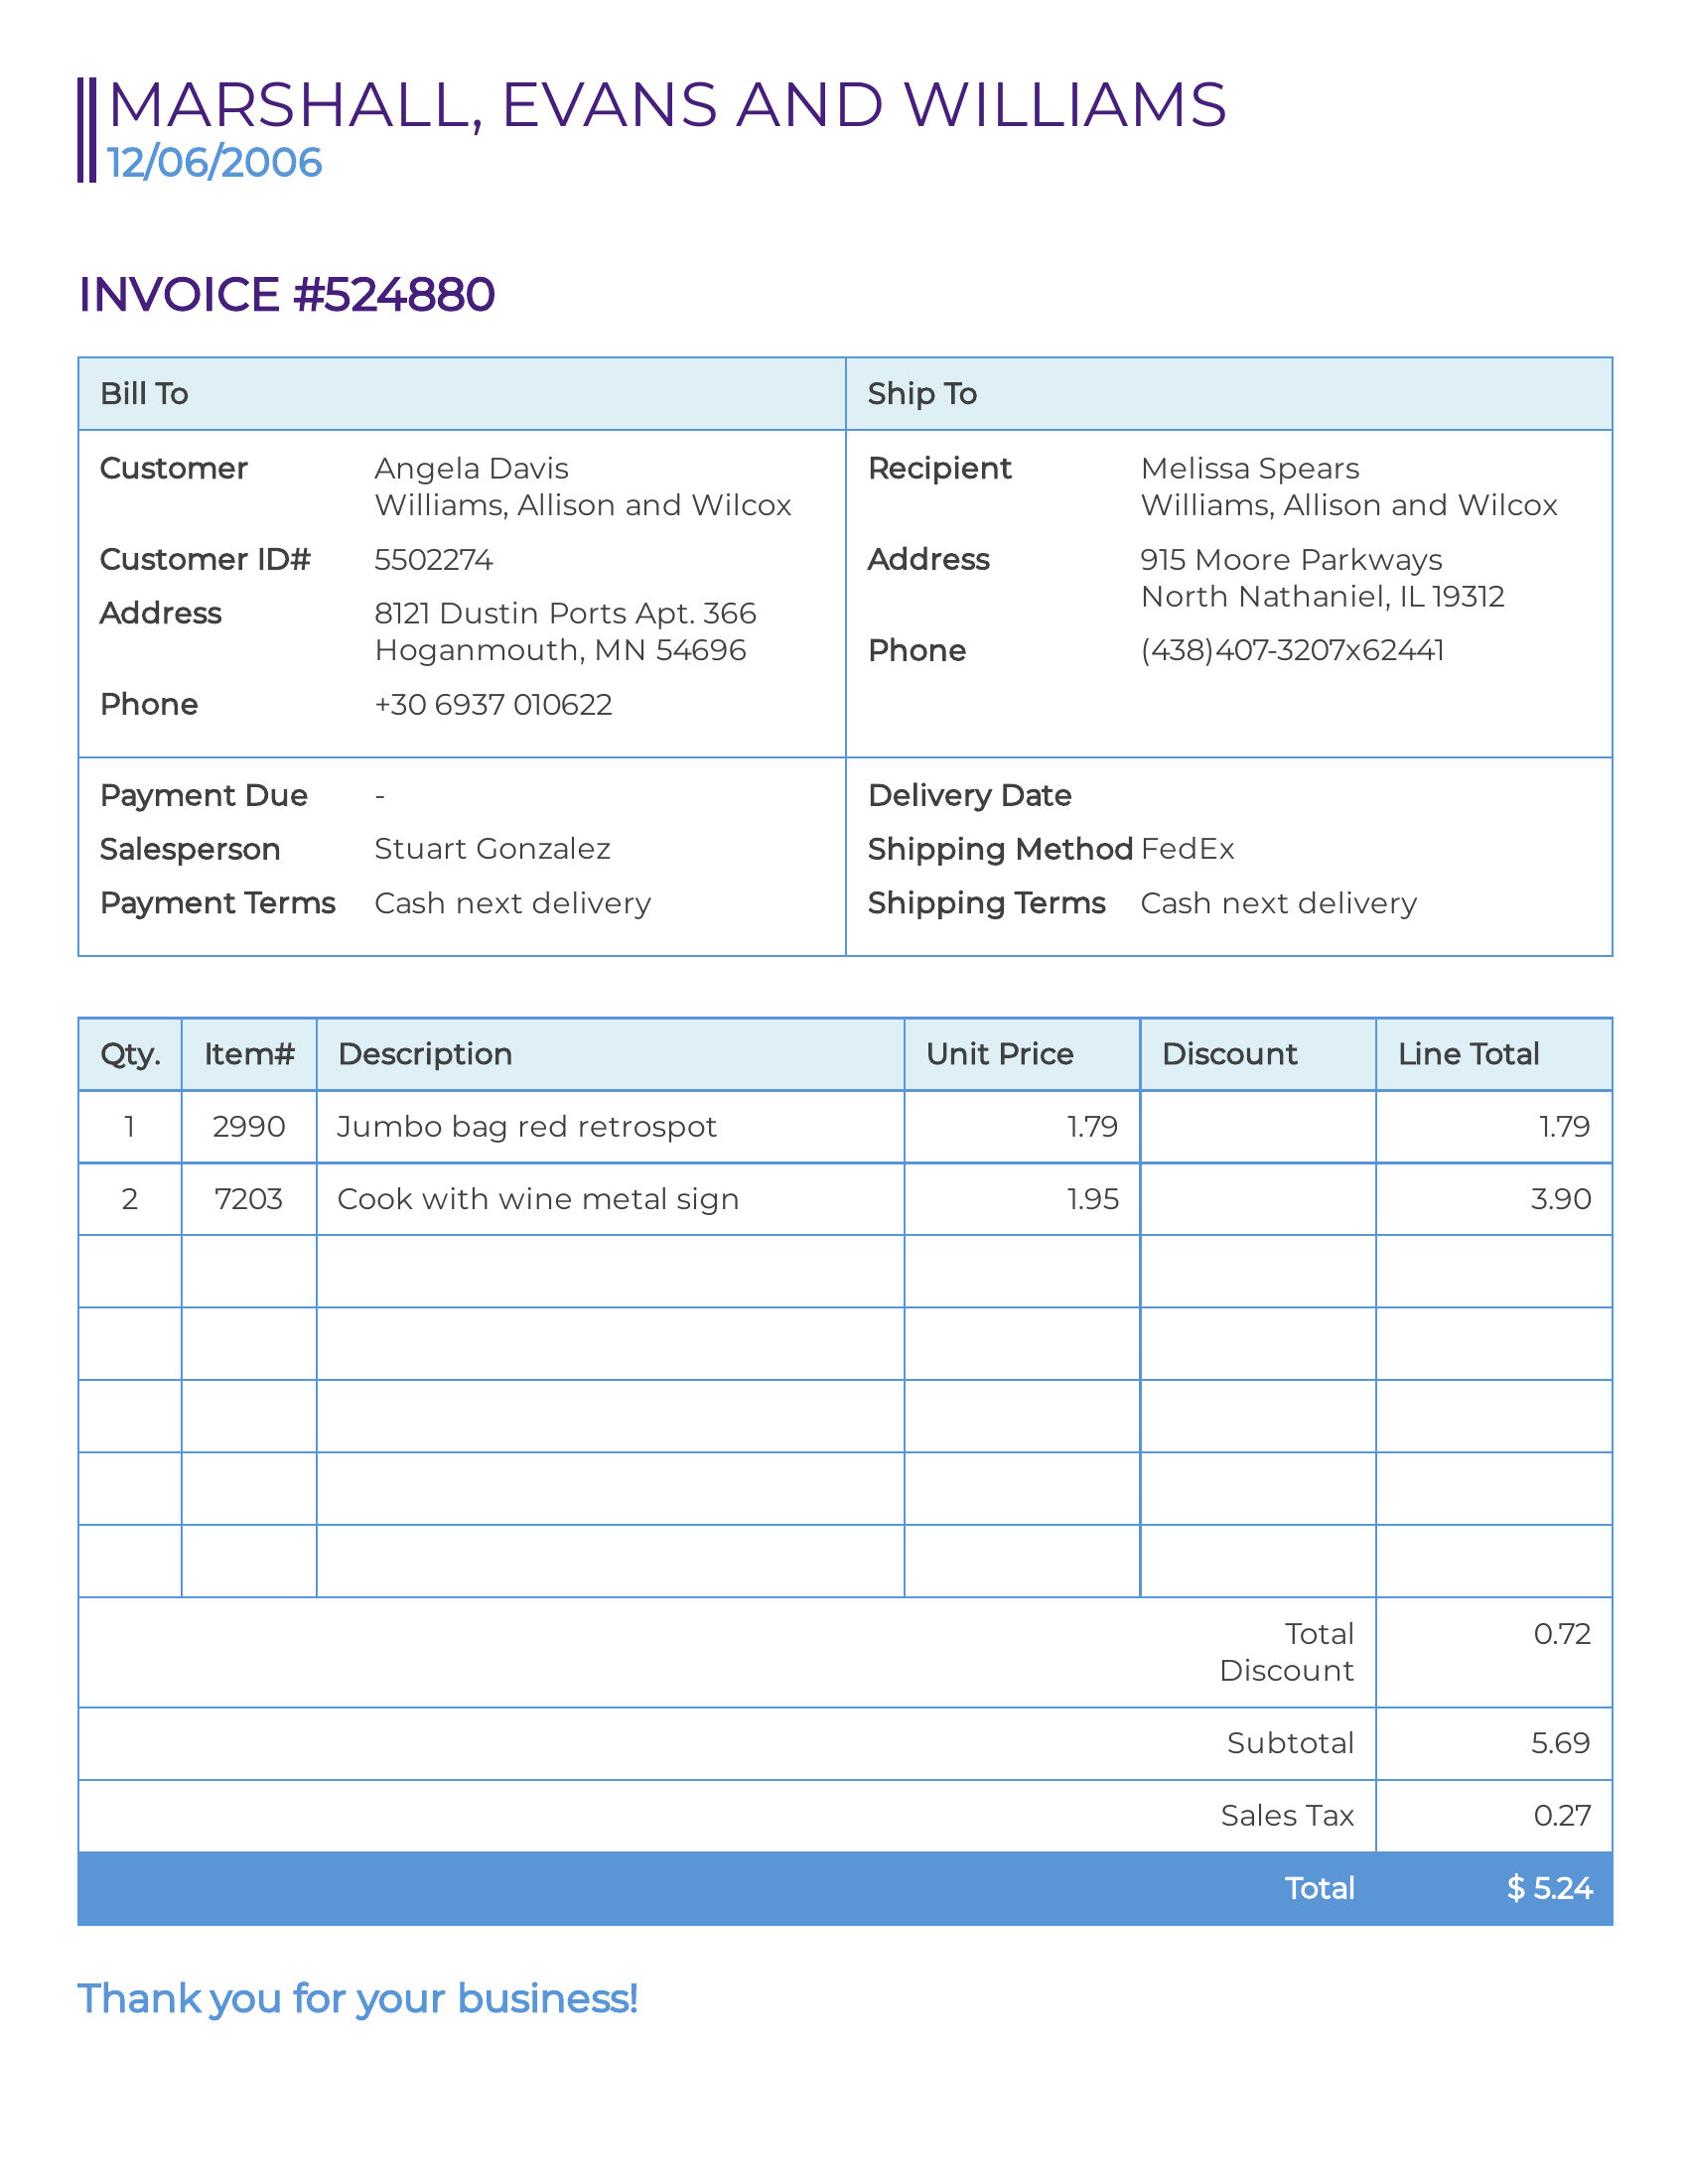 MARSHALL, EVANS AND WILLIAMS
12/06/2006
INVOICE #524880
Bill To
Customer Angela Davis
Williams, Allison and Wilcox
Customer ID# 5502274
Address 8121 Dustin Ports Apt. 366
Hoganmouth, MN 54696
Phone +30 6937 010622
Ship To
Recipient Melissa Spears
Williams, Allison and Wilcox
Address 915 Moore Parkways
North Nathaniel, IL 19312
Phone (438)407-3207x62441
Payment Due -
Salesperson Stuart Gonzalez
Payment Terms Cash next delivery
Delivery Date
Shipping Method FedEx
Shipping Terms Cash next delivery
Qty. Item# Description Unit Price Discount Line Total
1 2990 Jumbo bag red retrospot 1.79 1.79
2 7203 Cook with wine metal sign 1.95 3.90
Total 0.72
Discount
Subtotal 5.69
Sales Tax 0.27
Total $ 5.24
Thank you for your business!